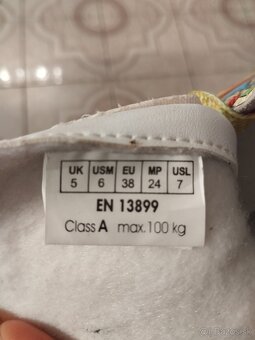 UK USM EU MP USL
5 6 38 24 7
EN 13899
Class A max.100 kg